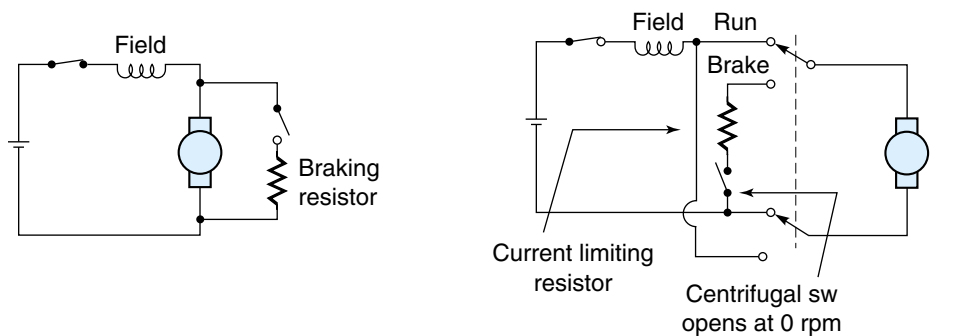 Field
Braking
resistor
Field
Run
Brake
Current limiting
resistor
Centrifugal sw
opens at 0 rpm